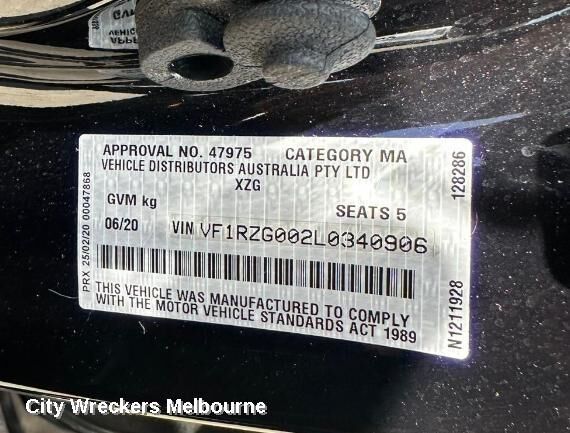 APPROVAL NO. 47975 CATEGORY MA
VEHICLE DISTRIBUTORS AUSTRALIA PTY LTD
XZG
GVM kg
SEATS 5
06/20 VIN VF1RZG002L0340906
THIS VEHICLE WAS MANUFACTURED TO COMPLY
WITH THE MOTOR VEHICLE STANDARDS ACT 1989
PRX 25/02/20 00047868
128286
N1211928
City Wreckers Melbourne